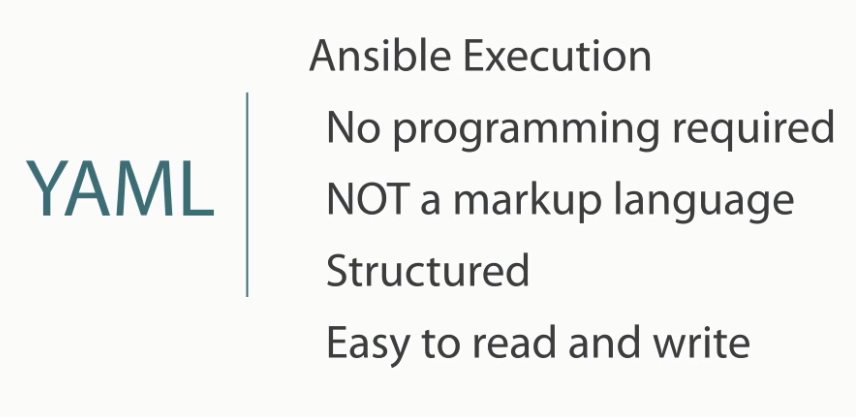 YAML
Ansible Execution
No programming required
NOT a markup language
Structured
Easy to read and write